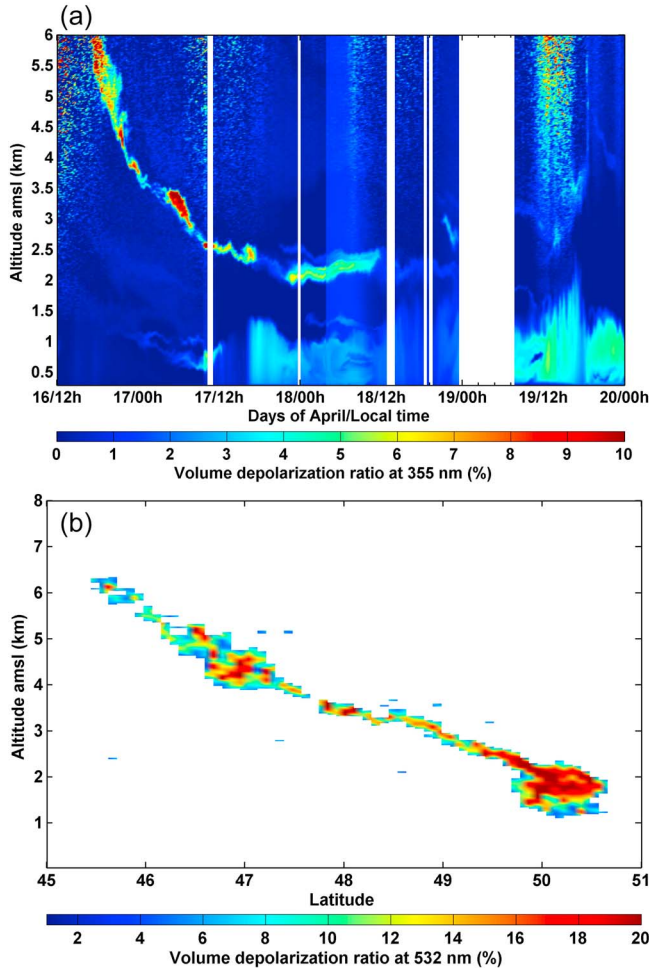 (a)
6
5.5
5
4.5
4
3.5
3
2.5
2
1.5
1
0.5
Altitude amsl (km)
16/12h 17/00h 17/12h 18/00h 18/12h 19/00h 19/12h 20/00h
Days of April/Local time
0 1 2 3 4 5 6 7 8 9 10
Volume depolarization ratio at 355 nm (%)
(b)
8
7
6
5
4
3
2
1
Altitude amsl (km)
45 46 47 48 49 50 51
Latitude
2 4 6 8 10 12 14 16 18 20
Volume depolarization ratio at 532 nm (%)